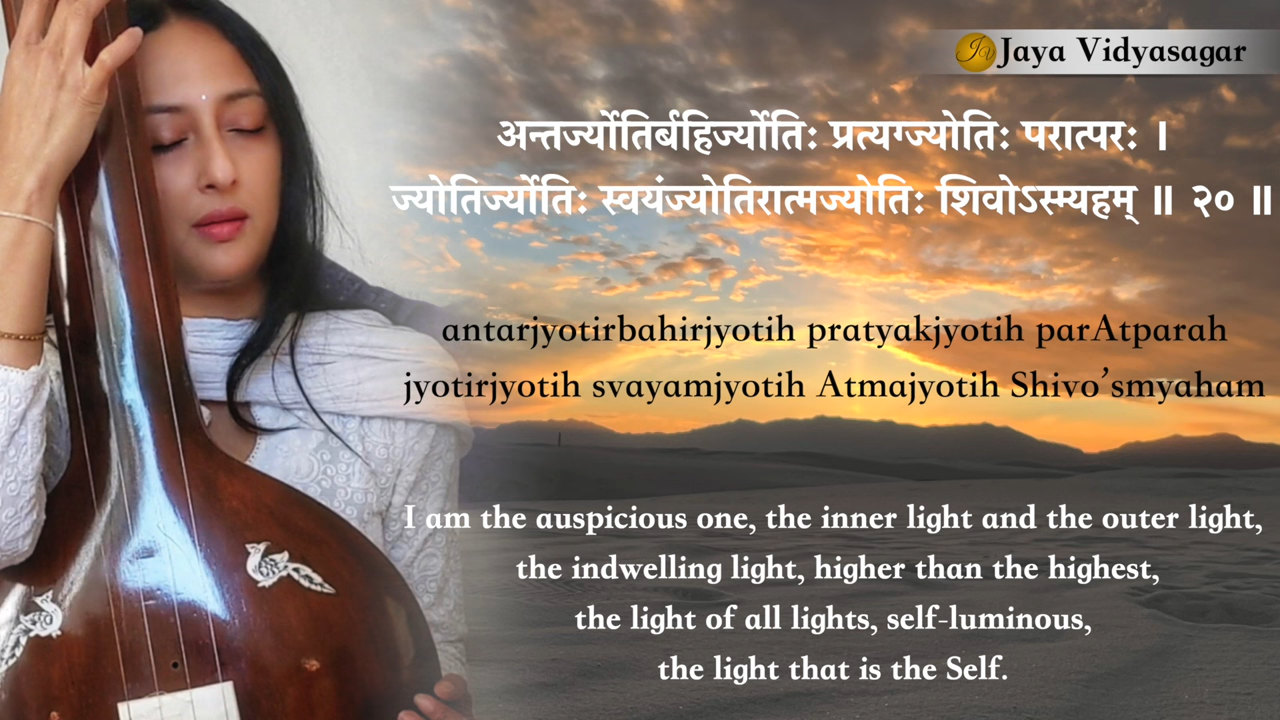 Jaya Vidyasagar
अन्तर्ज्योतिर्बहिर्ज्योतिः प्रत्यग्ज्योतिः परात्परः ।
ज्योतिर्ज्योतिः स्वयंज्योतिरात्मज्योतिः शिवोऽस्म्यहम् ॥ २० ॥
antarjyotirbahirjyotih pratyakjyotih parAtparah
jyotirjyotih svayamjyotih Atmajyotih Shivo’smyaham
I am the auspicious one, the inner light and the outer light,
the indwelling light, higher than the highest,
the light of all lights, self-luminous,
the light that is the Self.